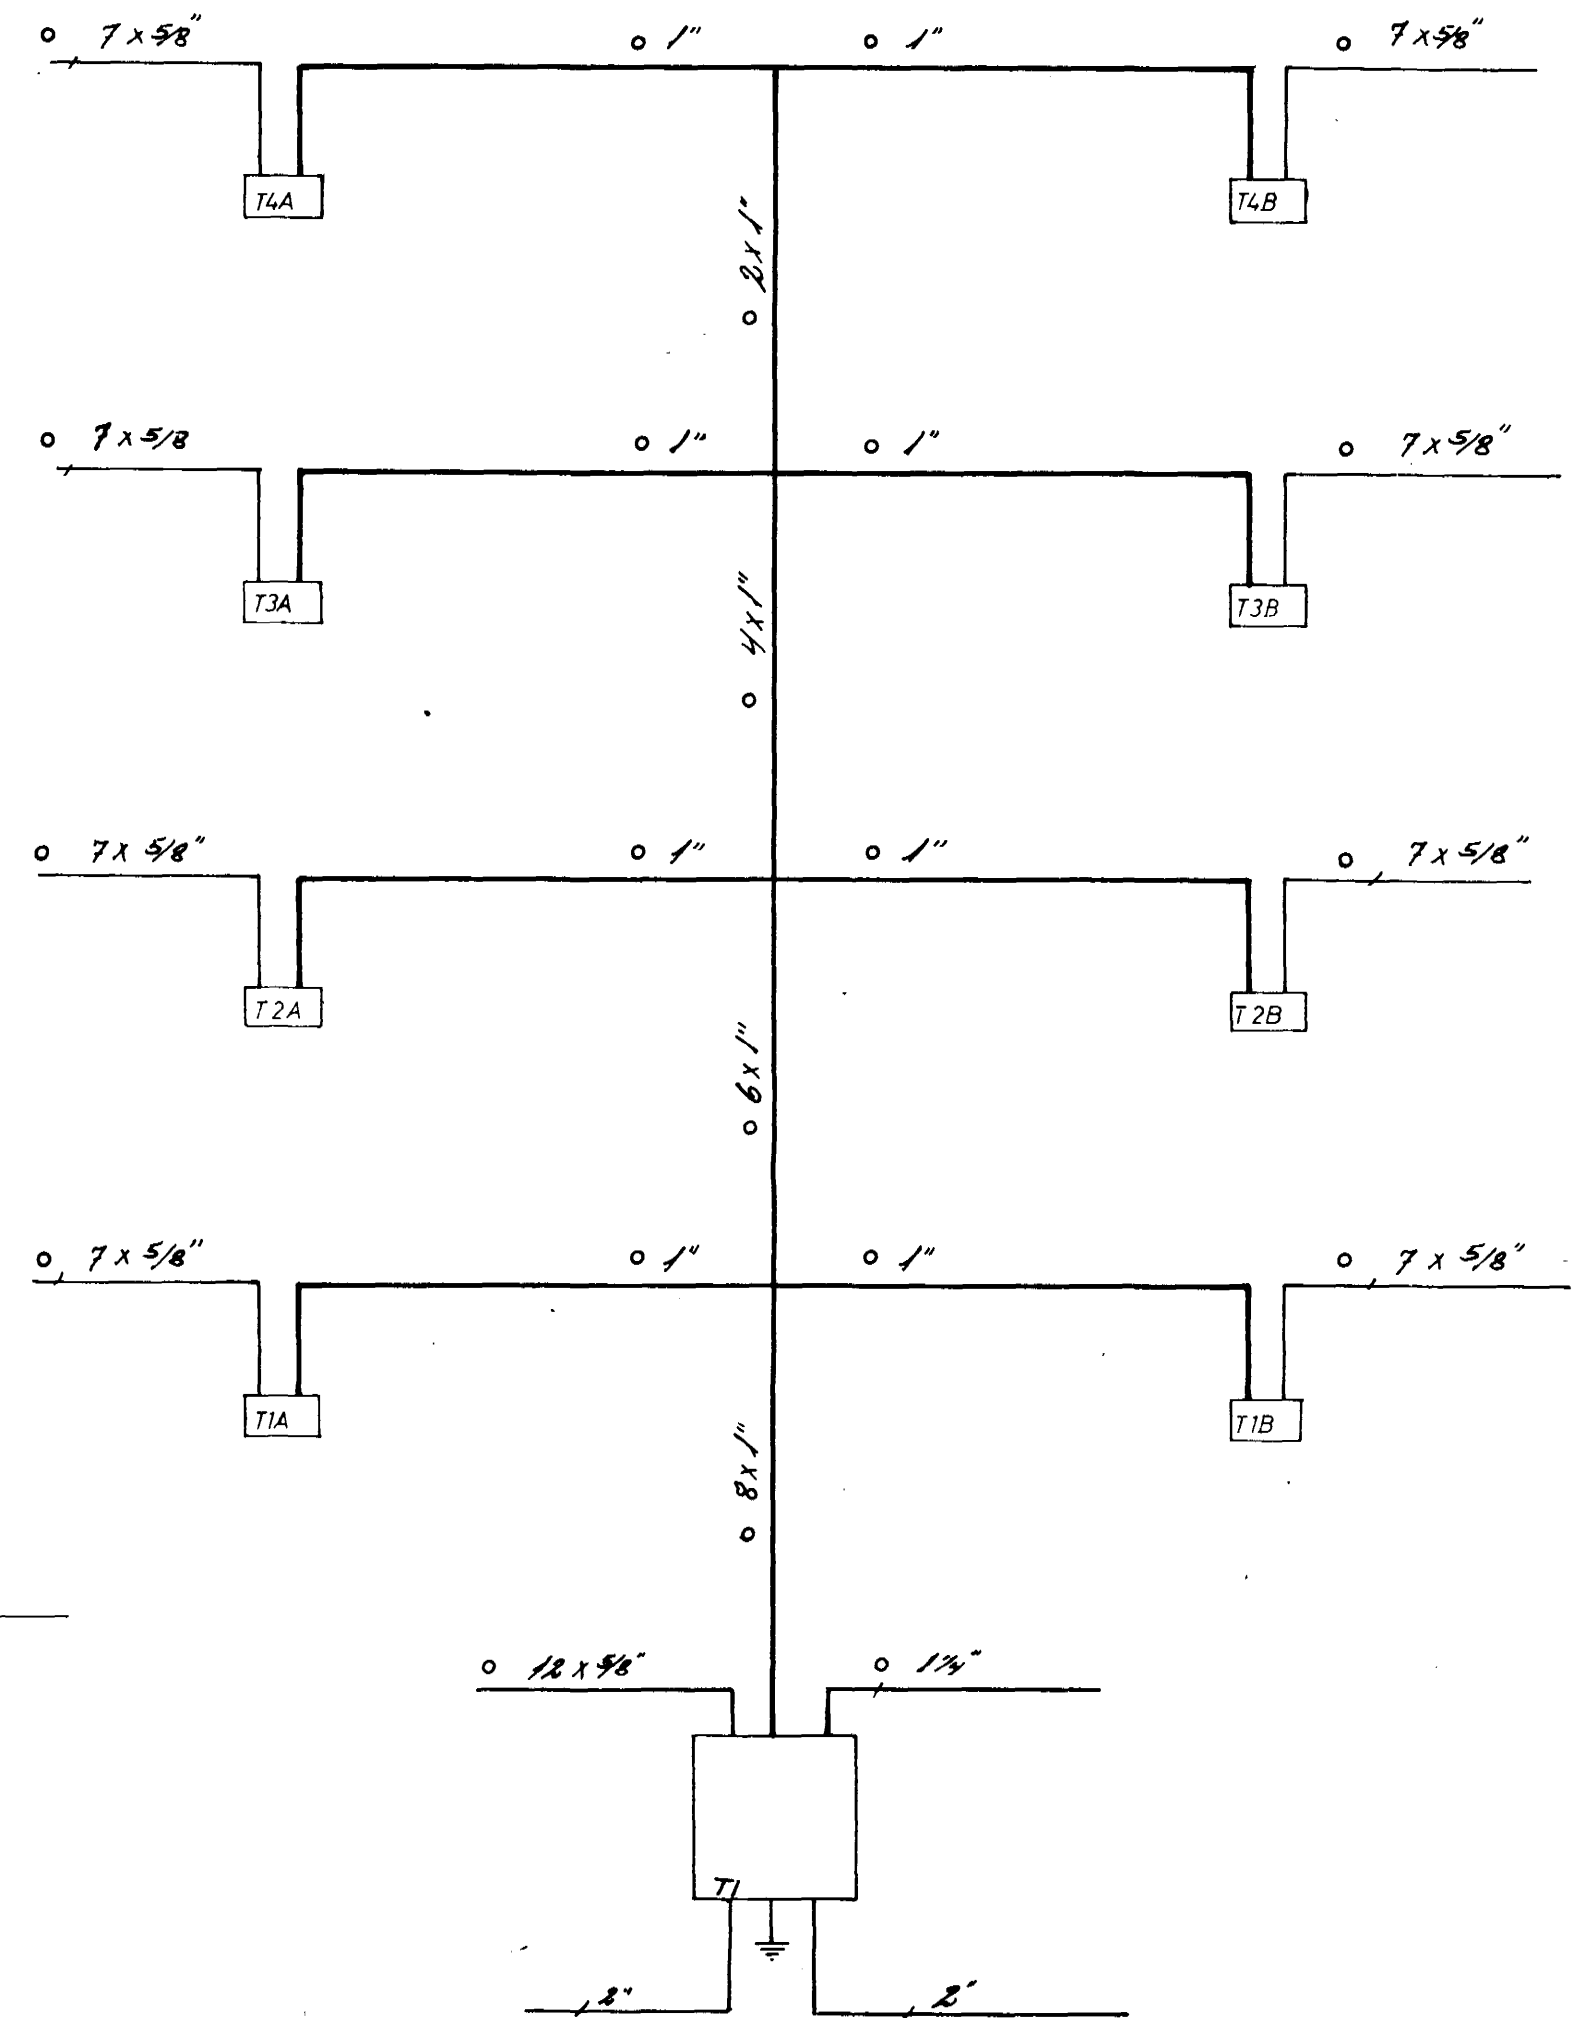 o 7 x 5/8" o 1" o 1" o 7 x 5/8"
T4A T4B
o 2 x 1"
o 7 x 5/8 o 1" o 1" o 7 x 5/8"
T3A T3B
o 4 x 1"
o 7 x 5/8" o 1" o 1" o 7 x 5/8"
T2A T2B
o 6 x 1"
o 7 x 5/8" o 1" o 1" o 7 x 5/8"
T1A T1B
o 8 x 1"
o 12 x 5/8" o 1¼"
T1
2" 2"